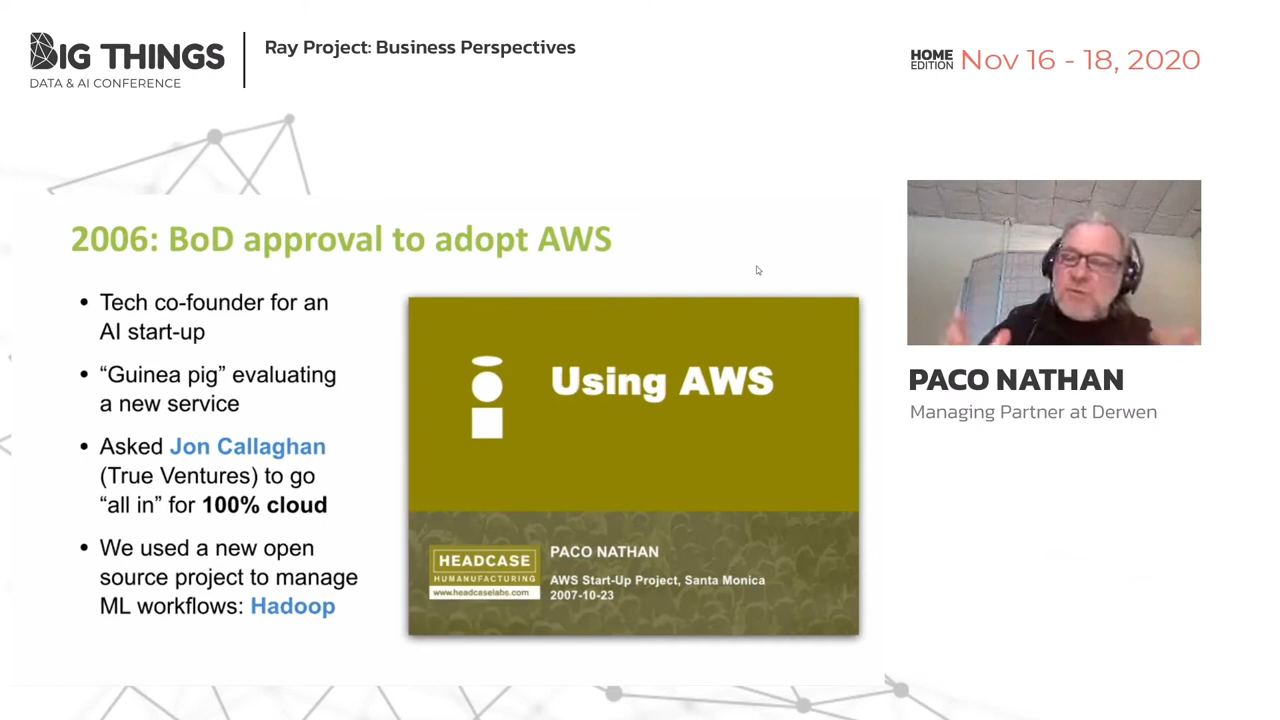 BIG THINGS
DATA & AI CONFERENCE
Ray Project: Business Perspectives
HOME
EDITION
Nov 16 - 18, 2020
2006: BoD approval to adopt AWS
• Tech co-founder for an
AI start-up
• “Guinea pig” evaluating
a new service
• Asked Jon Callaghan
(True Ventures) to go
“all in” for 100% cloud
• We used a new open
source project to manage
ML workflows: Hadoop
Using AWS
HEADCASE
HUMANUFACTURING
www.headcaselabs.com
PACO NATHAN
AWS Start-Up Project, Santa Monica
2007-10-23
PACO NATHAN
Managing Partner at Derwen